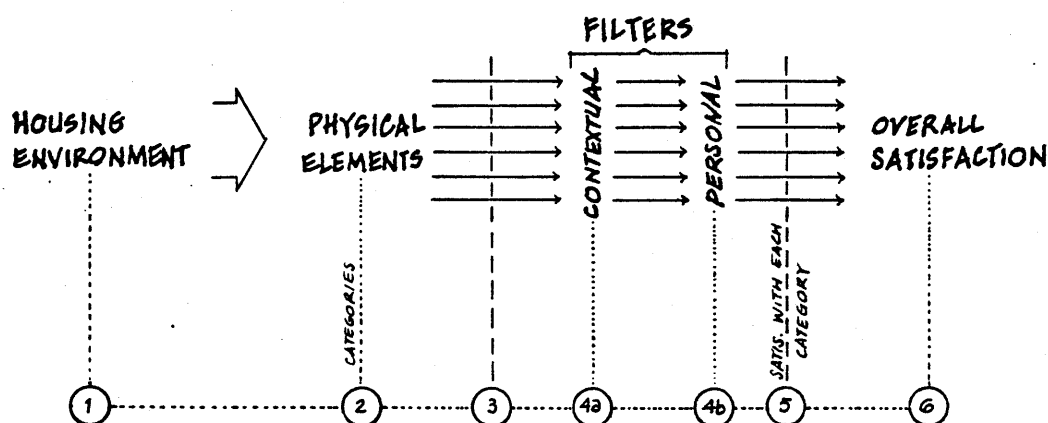 FILTERS
HOUSING
ENVIRONMENT
PHYSICAL
ELEMENTS
CONTEXTUAL
PERSONAL
OVERALL
SATISFACTION
CATEGORIES
SATIS. WITH EACH
CATEGORY
1
2
3
4a
4b
5
6